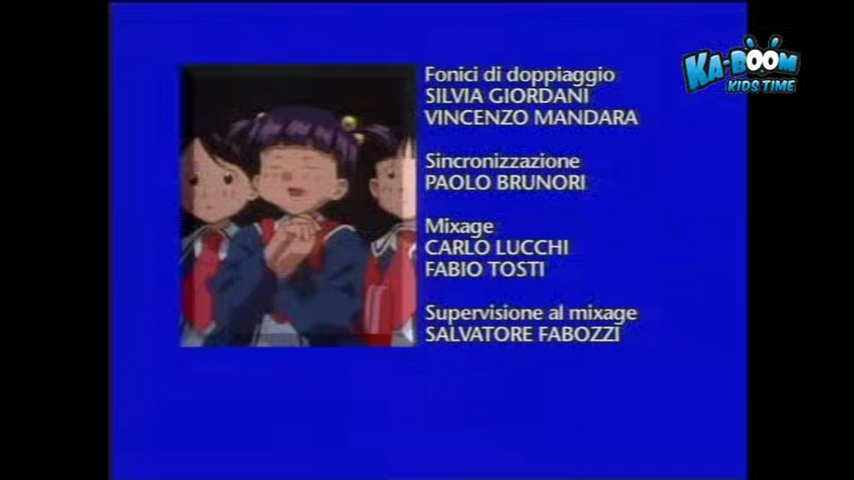 KA-BOOM
KIDS TIME
Fonici di doppiaggio
SILVIA GIORDANI
VINCENZO MANDARA
Sincronizzazione
PAOLO BRUNORI
Mixage
CARLO LUCCHI
FABIO TOSTI
Supervisione al mixage
SALVATORE FABOZZI